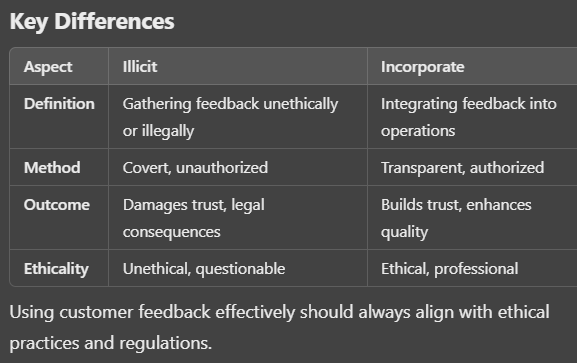 Key Differences
Aspect Illicit Incorporate
Definition Gathering feedback unethically or illegally Integrating feedback into operations
Method Covert, unauthorized Transparent, authorized
Outcome Damages trust, legal consequences Builds trust, enhances quality
Ethicality Unethical, questionable Ethical, professional
Using customer feedback effectively should always align with ethical
practices and regulations.